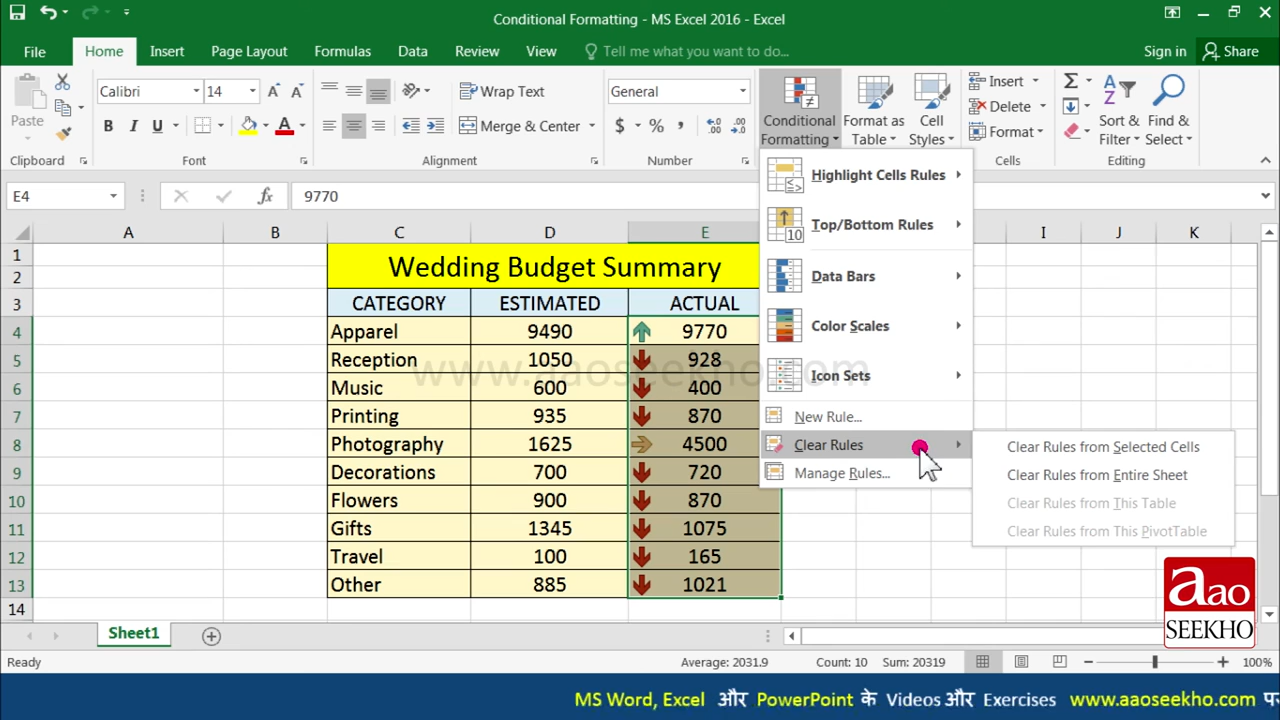 Conditional Formatting - MS Excel 2016 - Excel
File Home Insert Page Layout Formulas Data Review View Tell me what you want to do... Sign in Share
Paste
Clipboard
Calibri 14
B I U A
Font
Wrap Text
Merge & Center
Alignment
General
$ % ,
Number
Conditional Formatting
Format as Table
Cell Styles
Insert
Delete
Format
Cells
Sort & Filter
Find & Select
Editing
E4 fx 9770
A B C D E I J K
1 Wedding Budget Summary
2
3 CATEGORY ESTIMATED ACTUAL
4 Apparel 9490 9770
5 Reception 1050 928
6 Music 600 400
7 Printing 935 870
8 Photography 1625 4500
9 Decorations 700 720
10 Flowers 900 870
11 Gifts 1345 1075
12 Travel 100 165
13 Other 885 1021
14
www.aaoseekho.com
Highlight Cells Rules
Top/Bottom Rules
Data Bars
Color Scales
Icon Sets
New Rule...
Clear Rules
Manage Rules...
Clear Rules from Selected Cells
Clear Rules from Entire Sheet
Clear Rules from This Table
Clear Rules from This PivotTable
aao
SEEKHO
Sheet1
Ready Average: 2031.9 Count: 10 Sum: 20319 100%
MS Word, Excel और PowerPoint के Videos और Exercises www.aaoseekho.com प